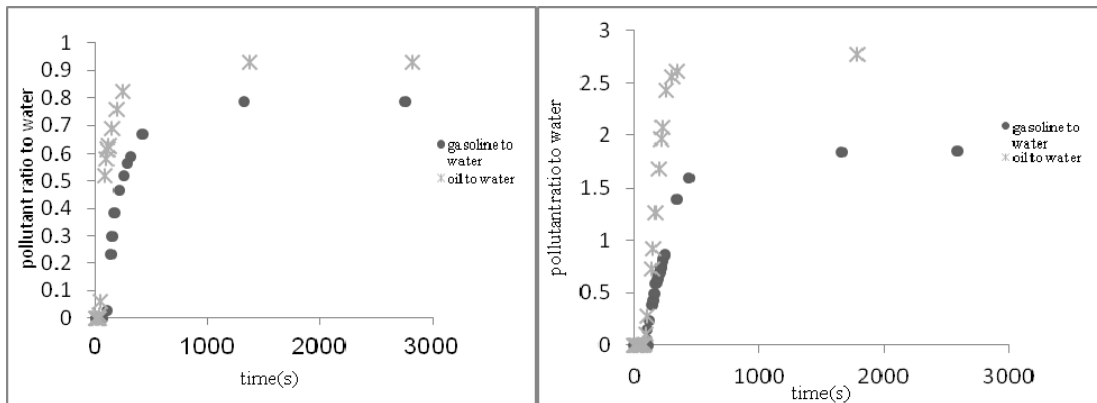 1
0.9
0.8
0.7
0.6
0.5
0.4
0.3
0.2
0.1
0
0 1000 2000 3000
pollutant ratio to water
time(s)
gasoline to
water
oil to water
3
2.5
2
1.5
1
0.5
0
0 1000 2000 3000
pollutant ratio to water
time(s)
gasoline to
water
oil to water